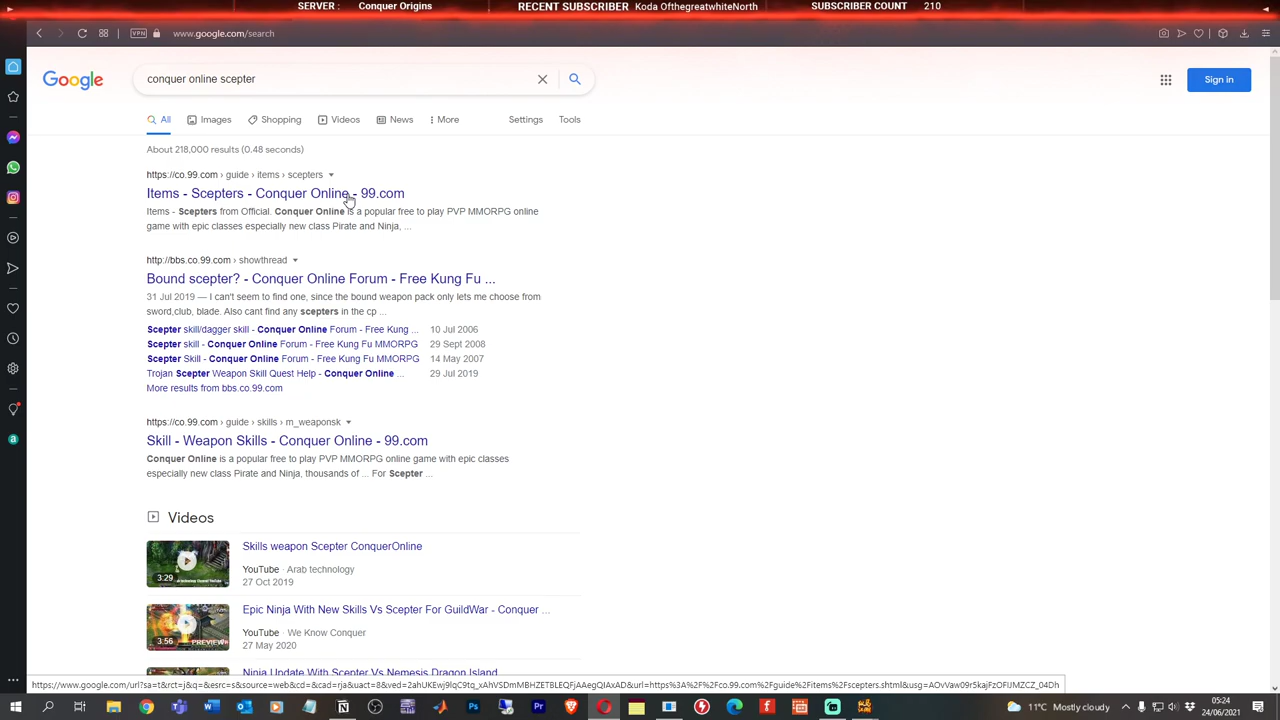 SERVER : Conquer Origins RECENT SUBSCRIBER Koda OfthegreatwhiteNorth SUBSCRIBER COUNT 210
VPN www.google.com/search
Google conquer online scepter Sign in
All Images Shopping Videos News More Settings Tools
About 218,000 results (0.48 seconds)
https://co.99.com › guide › items › scepters
Items - Scepters - Conquer Online - 99.com
Items - Scepters from Official. Conquer Online is a popular free to play PVP MMORPG online
game with epic classes especially new class Pirate and Ninja, ...
http://bbs.co.99.com › showthread
Bound scepter? - Conquer Online Forum - Free Kung Fu ...
31 Jul 2019 — I can't seem to find one, since the bound weapon pack only lets me choose from
sword,club, blade. Also cant find any scepters in the cp ...
Scepter skill/dagger skill - Conquer Online Forum - Free Kung ... 10 Jul 2006
Scepter skill - Conquer Online Forum - Free Kung Fu MMORPG 29 Sept 2008
Scepter Skill - Conquer Online Forum - Free Kung Fu MMORPG 14 May 2007
Trojan Scepter Weapon Skill Quest Help - Conquer Online ... 29 Jul 2019
More results from bbs.co.99.com
https://co.99.com › guide › skills › m_weaponsk
Skill - Weapon Skills - Conquer Online - 99.com
Conquer Online is a popular free to play PVP MMORPG online game with epic classes
especially new class Pirate and Ninja, thousands of ... For Scepter ...
Videos
Skills weapon Scepter ConquerOnline
3:29
YouTube · Arab technology
27 Oct 2019
Epic Ninja With New Skills Vs Scepter For GuildWar - Conquer ...
3:56 PREVIEW
YouTube · We Know Conquer
27 May 2020
Ninja Update With Scepter Vs Nemesis Dragon Island
11°C Mostly cloudy
05:24
24/06/2021